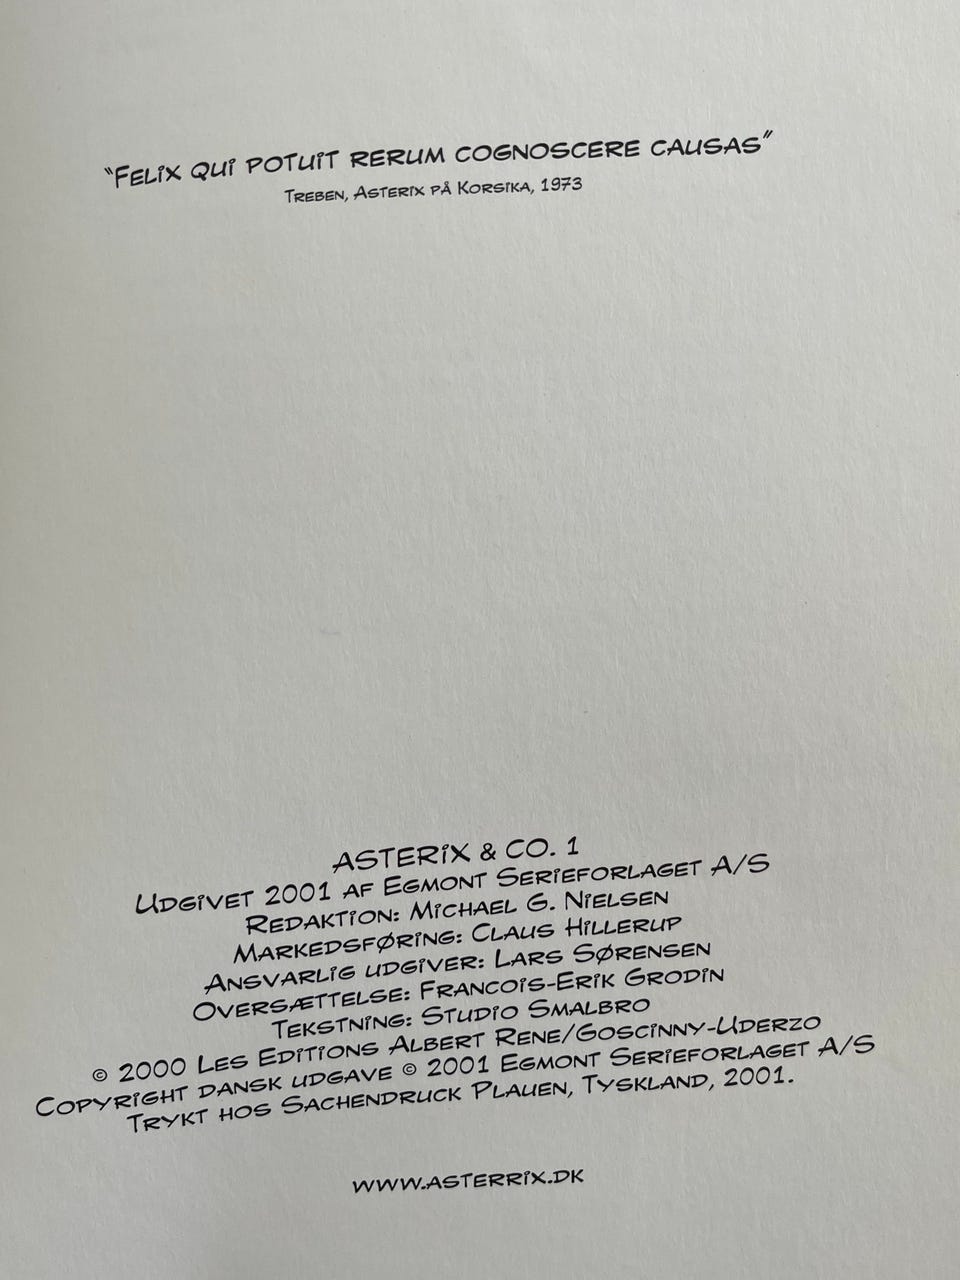 "Felix qui potuit rerum cognoscere causas"
Treben, Asterix på Korsika, 1973
ASTERIX & CO. 1
Udgivet 2001 af Egmont Serieforlaget A/S
Redaktion: Michael G. Nielsen
Markedsføring: Claus Hillerup
Ansvarlig udgiver: Lars Sørensen
Oversættelse: Francois-Erik Grodin
Tekstning: Studio Smalbro
© 2000 Les Editions Albert Rene/Goscinny-Uderzo
Copyright dansk udgave © 2001 Egmont Serieforlaget A/S
Trykt hos Sachendruck Plauen, Tyskland, 2001.
www.asterrix.dk